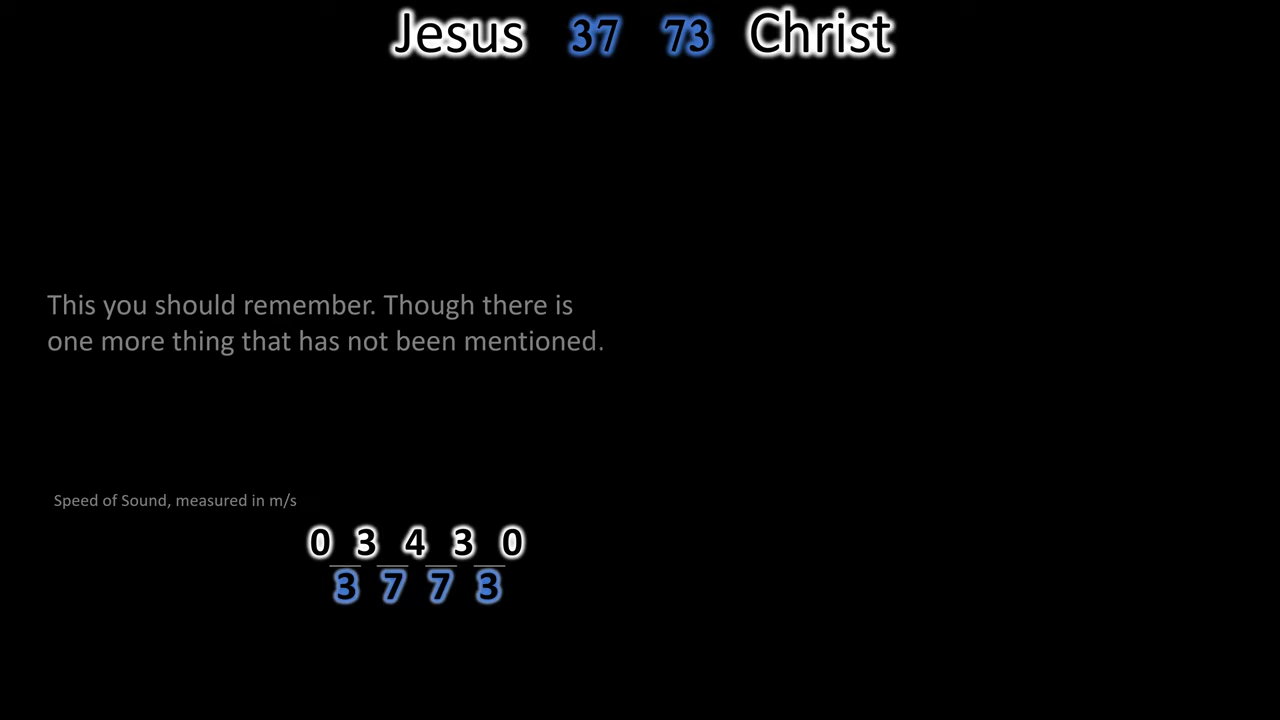 Jesus 37 73 Christ
This you should remember. Though there is
one more thing that has not been mentioned.
Speed of Sound, measured in m/s
0 3 4 3 0
3 7 7 3